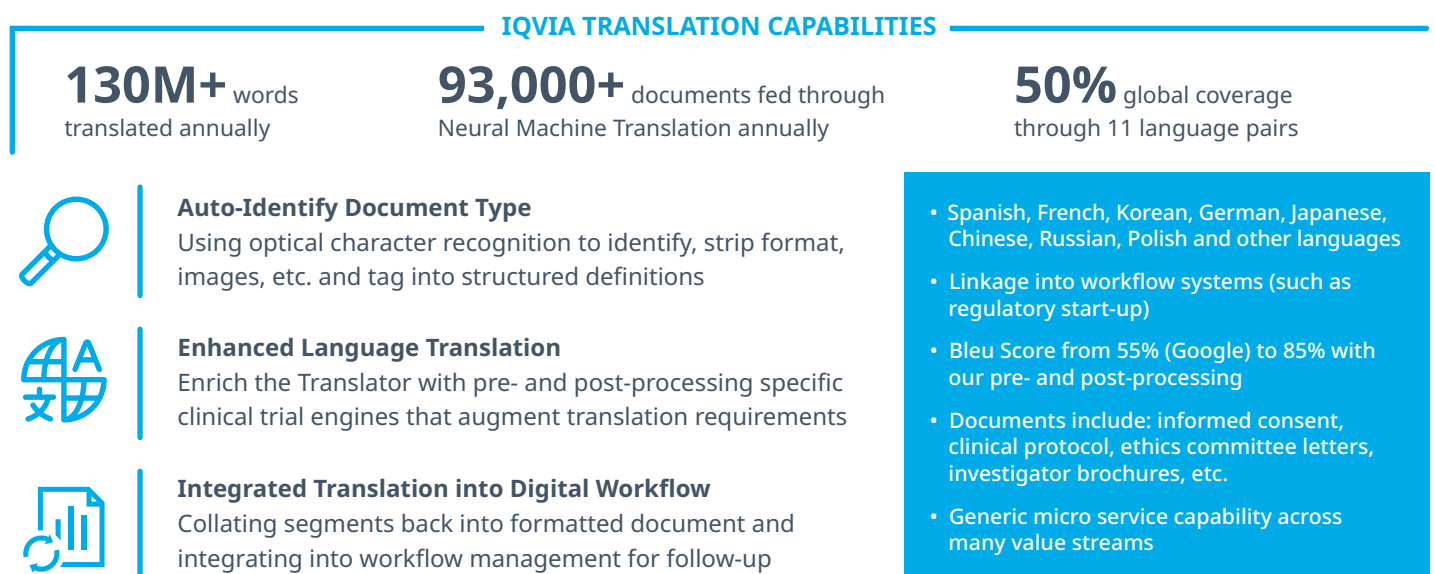 IQVIA TRANSLATION CAPABILITIES
130M+ words
translated annually
93,000+ documents fed through
Neural Machine Translation annually
50% global coverage
through 11 language pairs
Auto-Identify Document Type
Using optical character recognition to identify, strip format,
images, etc. and tag into structured definitions
Enhanced Language Translation
Enrich the Translator with pre- and post-processing specific
clinical trial engines that augment translation requirements
Integrated Translation into Digital Workflow
Collating segments back into formatted document and
integrating into workflow management for follow-up
• Spanish, French, Korean, German, Japanese,
Chinese, Russian, Polish and other languages
• Linkage into workflow systems (such as
regulatory start-up)
• Bleu Score from 55% (Google) to 85% with
our pre- and post-processing
• Documents include: informed consent,
clinical protocol, ethics committee letters,
investigator brochures, etc.
• Generic micro service capability across
many value streams
A
文